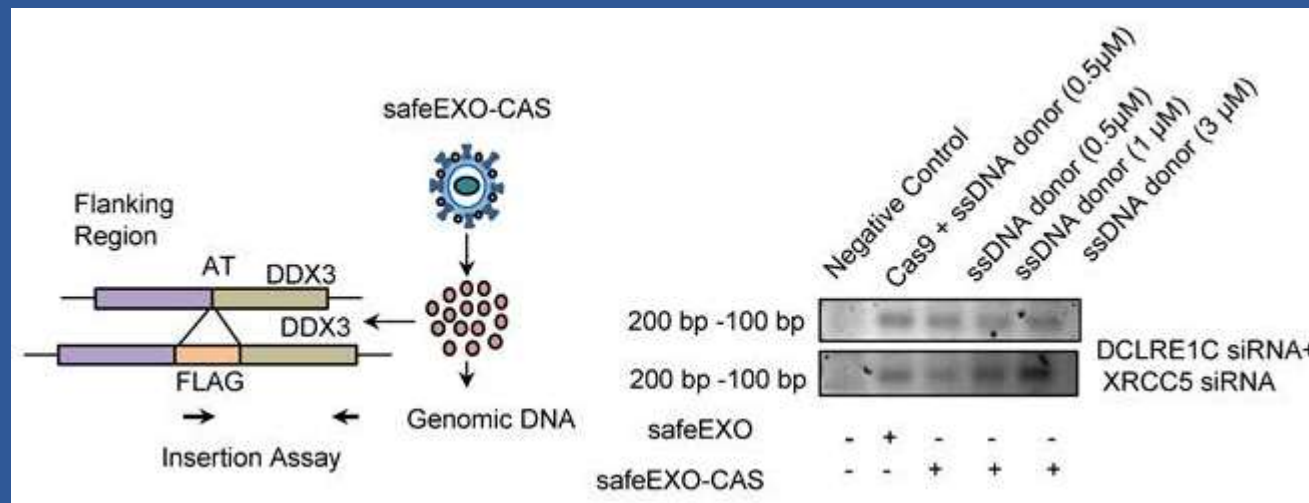 safeEXO-CAS
Flanking
Region
AT
DDX3
DDX3
FLAG
Genomic DNA
Insertion Assay
Negative Control
Cas9 + ssDNA donor (0.5µM)
ssDNA donor (0.5µM)
ssDNA donor (1 µM)
ssDNA donor (3 µM)
200 bp -100 bp
200 bp -100 bp
DCLRE1C siRNA+
XRCC5 siRNA
safeEXO - + - - -
safeEXO-CAS - - + + +